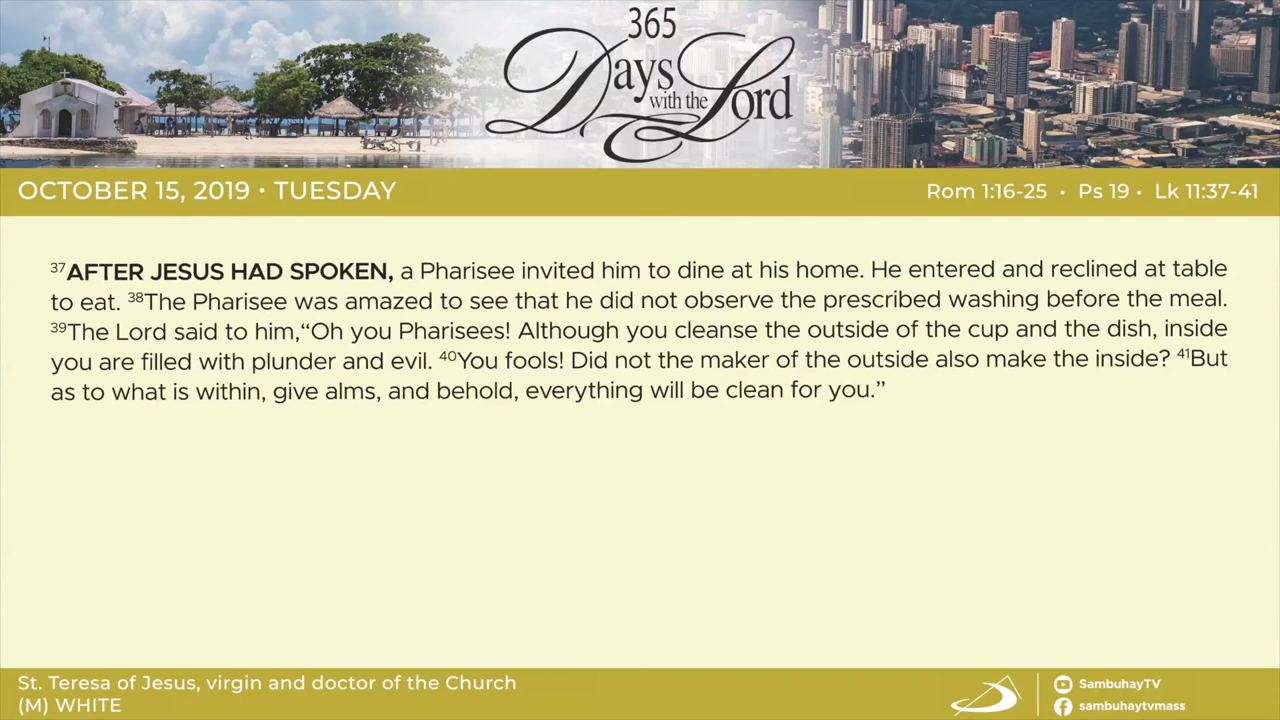 365
Days with the Lord
OCTOBER 15, 2019 • TUESDAY
Rom 1:16-25 • Ps 19 • Lk 11:37-41
37AFTER JESUS HAD SPOKEN, a Pharisee invited him to dine at his home. He entered and reclined at table
to eat. 38The Pharisee was amazed to see that he did not observe the prescribed washing before the meal.
39The Lord said to him,“Oh you Pharisees! Although you cleanse the outside of the cup and the dish, inside
you are filled with plunder and evil. 40You fools! Did not the maker of the outside also make the inside? 41But
as to what is within, give alms, and behold, everything will be clean for you.”
St. Teresa of Jesus, virgin and doctor of the Church
(M) WHITE
SambuhayTV
sambuhaytvmass